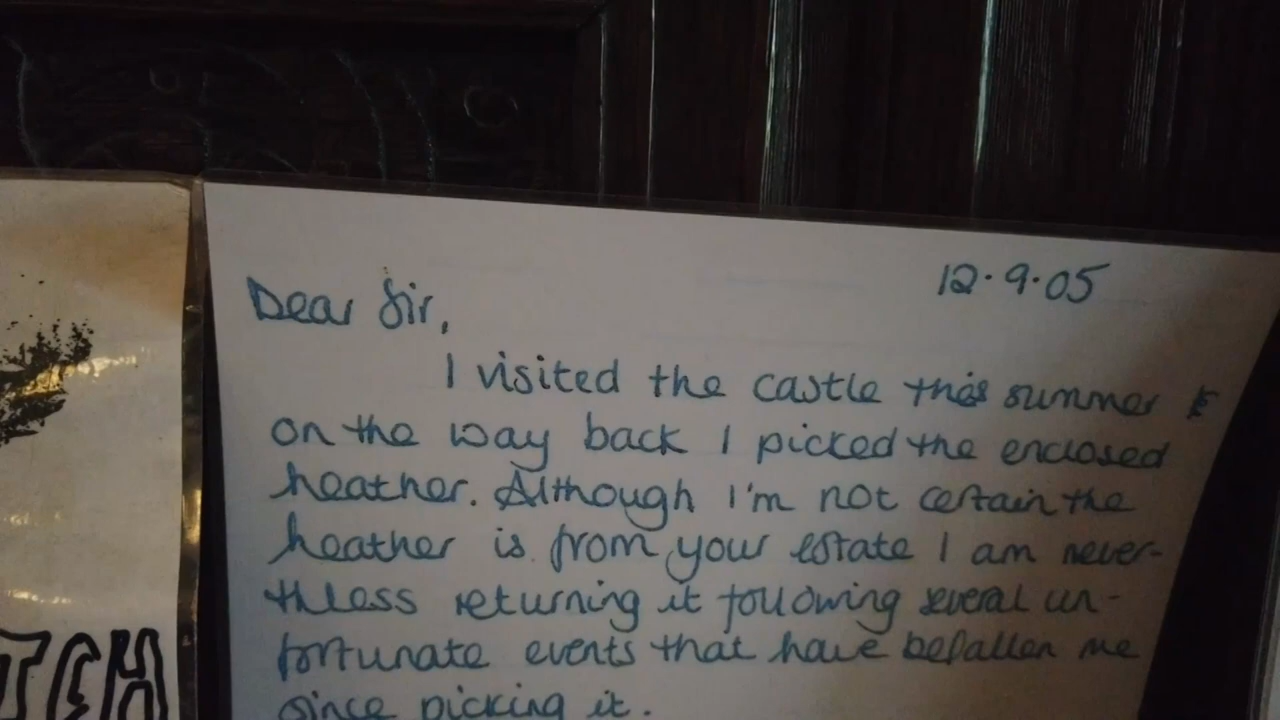 12.9.05
Dear Sir,
I visited the castle this summer &
on the way back I picked the enclosed
heather. Although I'm not certain the
heather is from your estate I am never-
thless returning it following several un-
fortunate events that have befallen me
since picking it.
TCH